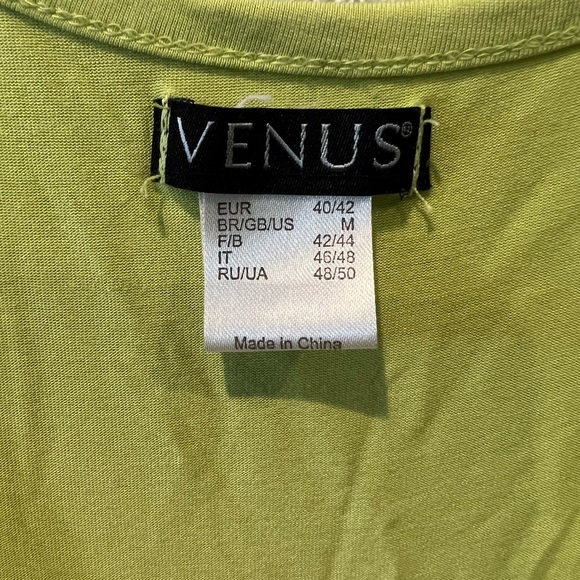 VENUS®
EUR 40/42
BR/GB/US M
F/B 42/44
IT 46/48
RU/UA 48/50
Made in China